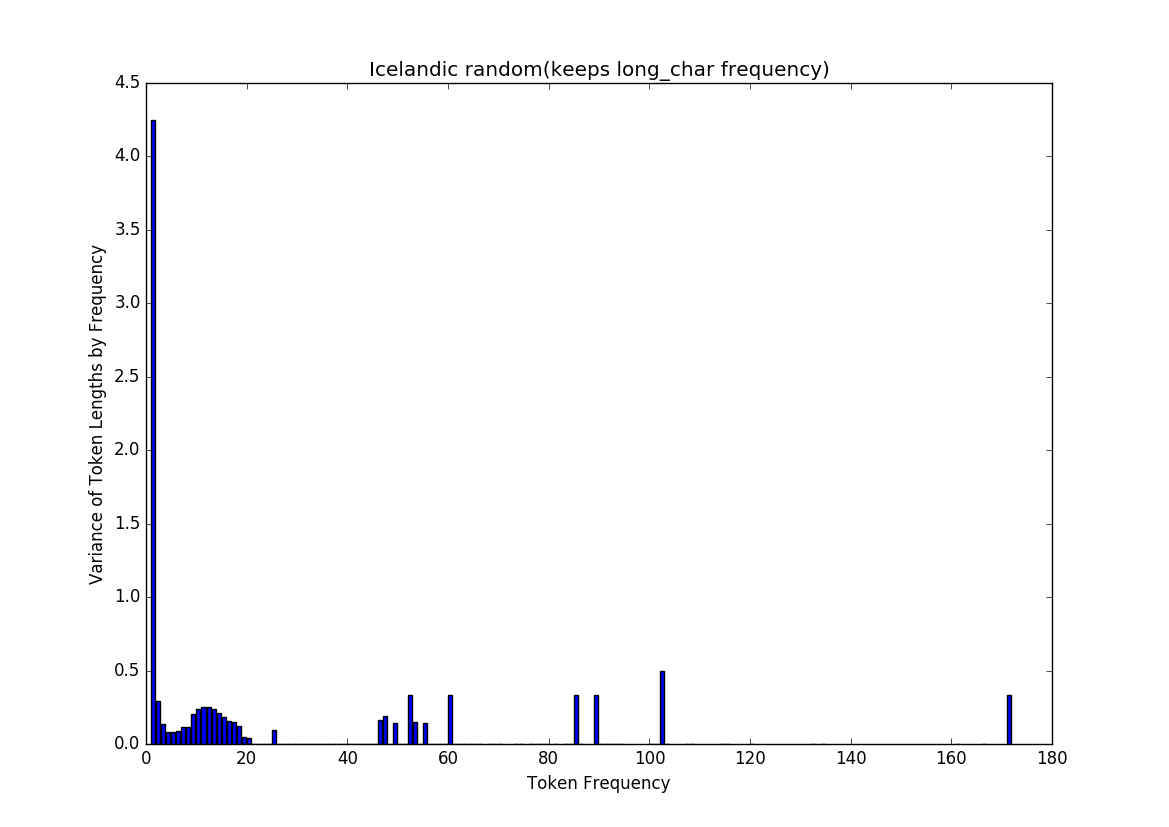 Icelandic random(keeps long_char frequency)
4.5
4.0
3.5
3.0
2.5
2.0
1.5
1.0
0.5
0.0
Variance of Token Lengths by Frequency
0 20 40 60 80 100 120 140 160 180
Token Frequency